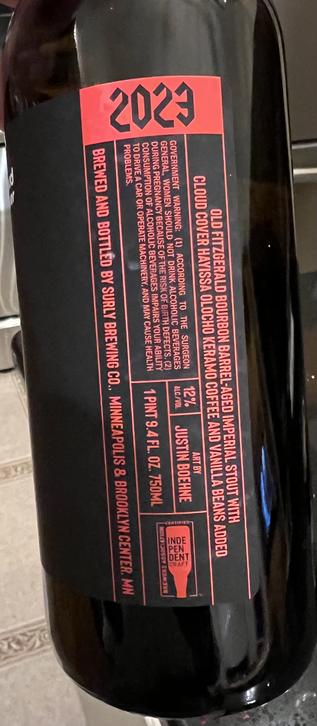 2023
OLD FITZGERALD BOURBON BARREL-AGED IMPERIAL STOUT WITH
CLOUD COVER HAYISSA OLOCHO KERAMO COFFEE AND VANILLA BEANS ADDED
GOVERNMENT WARNING: (1) ACCORDING TO THE SURGEON
GENERAL, WOMEN SHOULD NOT DRINK ALCOHOLIC BEVERAGES
DURING PREGNANCY BECAUSE OF THE RISK OF BIRTH DEFECTS. (2)
CONSUMPTION OF ALCOHOLIC BEVERAGES IMPAIRS YOUR ABILITY
TO DRIVE A CAR OR OPERATE MACHINERY, AND MAY CAUSE HEALTH
PROBLEMS.
12%
ALC/VOL
ART BY
JUSTIN BOEHNE
1 PINT 9.4 FL. OZ. 750ML
CERTIFIED
INDE
PEN
DENT
CRAFT
BREWERS ASSOCIATION
BREWED AND BOTTLED BY SURLY BREWING CO., MINNEAPOLIS & BROOKLYN CENTER, MN